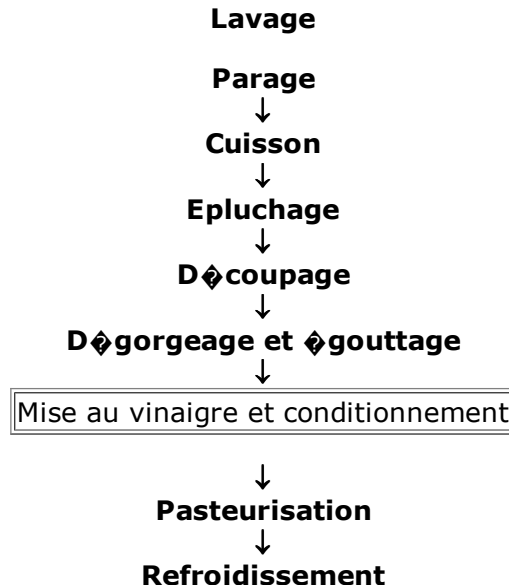 Lavage
Parage
↓
Cuisson
↓
Epluchage
↓
D�coupage
↓
D�gorgeage et �gouttage
↓
Mise au vinaigre et conditionnement
↓
Pasteurisation
↓
Refroidissement